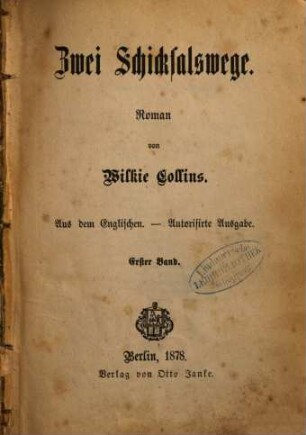 Zwei Schicksalswege.
Roman
von
Wilkie Collins.
Aus dem Englischen. — Autorisirte Ausgabe.
Erster Band.
Berlin, 1878.
Verlag von Otto Janke.